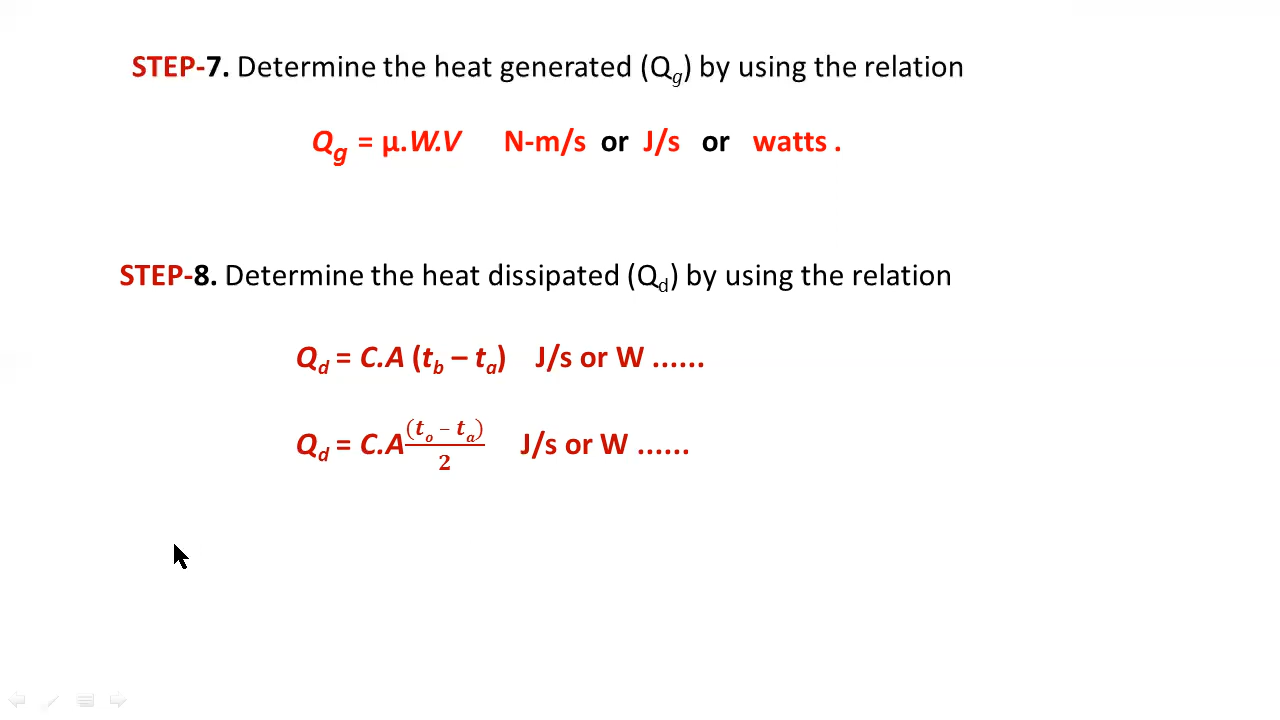 STEP-7. Determine the heat generated (Qg) by using the relation
Qg = μ.W.V N-m/s or J/s or watts .
STEP-8. Determine the heat dissipated (Qd) by using the relation
Qd = C.A (tb – ta) J/s or W ......
Qd = C.A (to – ta)/2 J/s or W ......